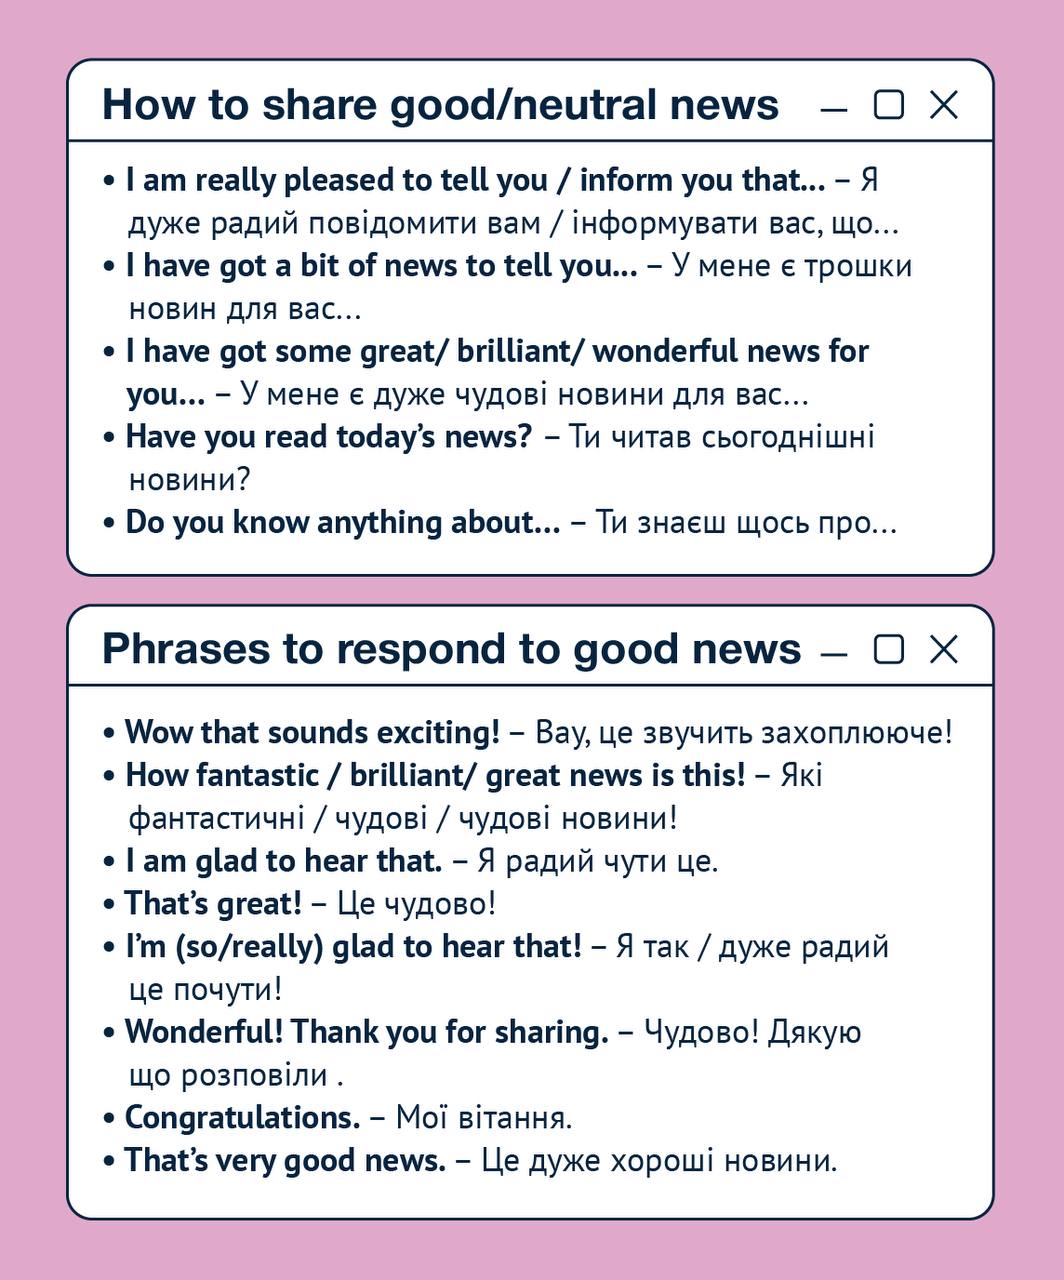 How to share good/neutral news
• I am really pleased to tell you / inform you that... – Я
дуже радий повідомити вам / інформувати вас, що...
• I have got a bit of news to tell you... – У мене є трошки
новин для вас...
• I have got some great/ brilliant/ wonderful news for
you... – У мене є дуже чудові новини для вас...
• Have you read today’s news? – Ти читав сьогоднішні
новини?
• Do you know anything about... – Ти знаєш щось про...
Phrases to respond to good news
• Wow that sounds exciting! – Вау, це звучить захоплююче!
• How fantastic / brilliant/ great news is this! – Які
фантастичні / чудові / чудові новини!
• I am glad to hear that. – Я радий чути це.
• That’s great! – Це чудово!
• I’m (so/really) glad to hear that! – Я так / дуже радий
це почути!
• Wonderful! Thank you for sharing. – Чудово! Дякую
що розповіли .
• Congratulations. – Мої вітання.
• That’s very good news. – Це дуже хороші новини.